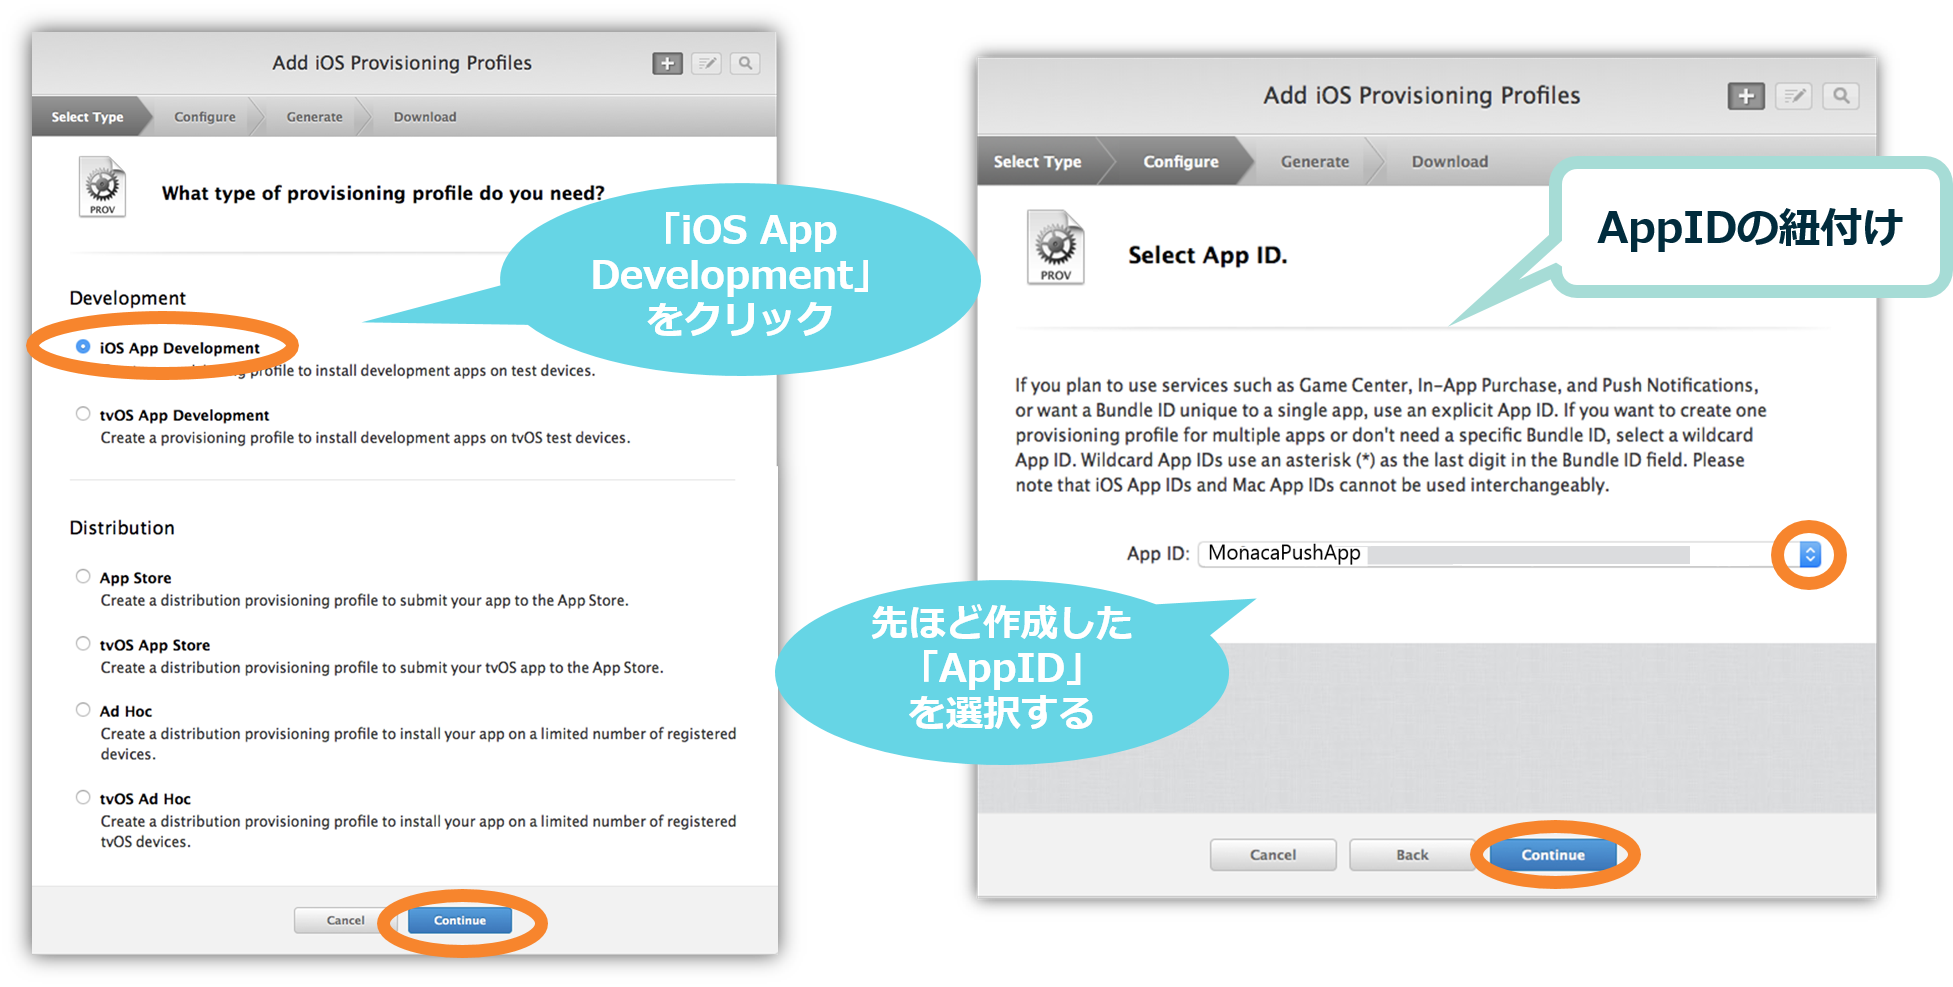 Add iOS Provisioning Profiles
Select Type
Configure
Generate
Download
PROV
What type of provisioning profile do you need?
「iOS App
Development」
をクリック
Development
iOS App Development
profile to install development apps on test devices.
tvOS App Development
Create a provisioning profile to install development apps on tvOS test devices.
Distribution
App Store
Create a distribution provisioning profile to submit your app to the App Store.
tvOS App Store
Create a distribution provisioning profile to submit your tvOS app to the App Store.
Ad Hoc
Create a distribution provisioning profile to install your app on a limited number of registered
devices.
tvOS Ad Hoc
Create a distribution provisioning profile to install your app on a limited number of registered
tvOS devices.
Cancel
Continue
Add iOS Provisioning Profiles
Select Type
Configure
Generate
Download
AppIDの紐付け
PROV
Select App ID.
If you plan to use services such as Game Center, In-App Purchase, and Push Notifications,
or want a Bundle ID unique to a single app, use an explicit App ID. If you want to create one
provisioning profile for multiple apps or don't need a specific Bundle ID, select a wildcard
App ID. Wildcard App IDs use an asterisk (*) as the last digit in the Bundle ID field. Please
note that iOS App IDs and Mac App IDs cannot be used interchangeably.
App ID: MonacaPushApp
先ほど作成した
「AppID」
を選択する
Cancel
Back
Continue